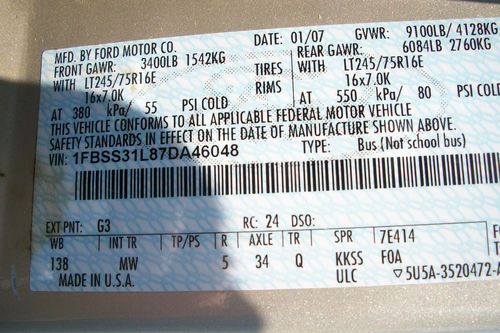 MFD. BY FORD MOTOR CO. DATE: 01/07 GVWR: 9100LB/ 4128KG
FRONT GAWR: 3400LB 1542KG REAR GAWR: 6084LB 2760KG
WITH LT245/75R16E TIRES WITH LT245/75R16E
16x7.0K RIMS 16x7.0K
AT 380 kPa/ 55 PSI COLD AT 550 kPa/ 80 PSI COLD
THIS VEHICLE CONFORMS TO ALL APPLICABLE FEDERAL MOTOR VEHICLE
SAFETY STANDARDS IN EFFECT ON THE DATE OF MANUFACTURE SHOWN ABOVE.
VIN: 1FBSS31L87DA46048 TYPE: Bus (Not school bus)
EXT PNT: G3 RC: 24 DSO:
WB INT TR TP/PS R AXLE TR SPR 7E414
138 MW 5 34 Q KKSS FOA
MADE IN U.S.A. ULC ▽5U5A-3520472-A